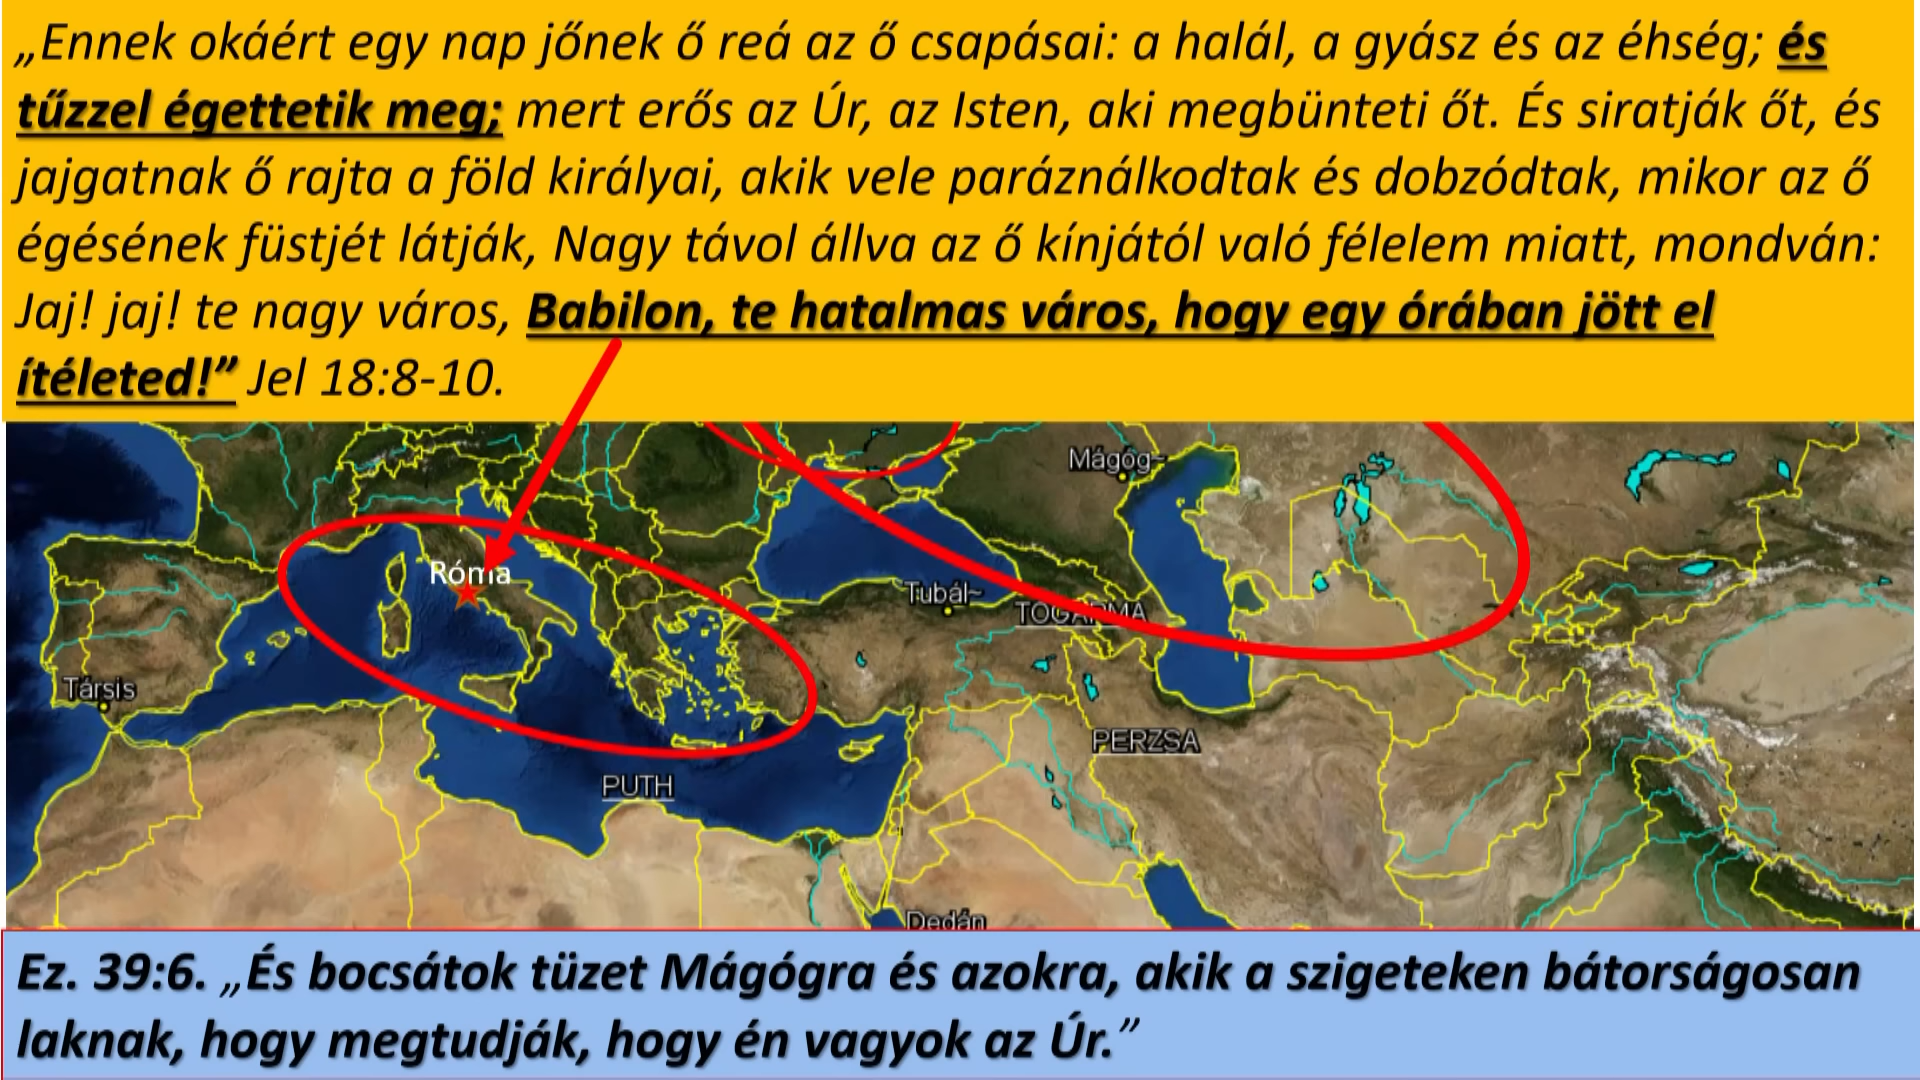 „Ennek okáért egy nap jőnek ő reá az ő csapásai: a halál, a gyász és az éhség; és
tűzzel égettetik meg; mert erős az Úr, az Isten, aki megbünteti őt. És siratják őt, és
jajgatnak ő rajta a föld királyai, akik vele paráználkodtak és dobzódtak, mikor az ő
égésének füstjét látják, Nagy távol állva az ő kínjától való félelem miatt, mondván:
Jaj! jaj! te nagy város, Babilon, te hatalmas város, hogy egy órában jött el
ítéleted!” Jel 18:8-10.
Mágóg~
Róma
Tubál~
TOGARMA
Társis
PERZSA
PUTH
Dedán
Ez. 39:6. „És bocsátok tüzet Mágógra és azokra, akik a szigeteken bátorságosan
laknak, hogy megtudják, hogy én vagyok az Úr.”